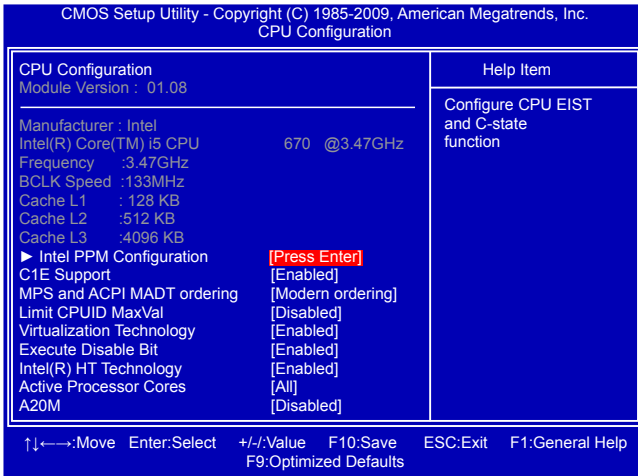 CMOS Setup Utility - Copyright (C) 1985-2009, American Megatrends, Inc.
CPU Configuration
CPU Configuration
Module Version : 01.08
Manufacturer : Intel
Intel(R) Core(TM) i5 CPU 670 @3.47GHz
Frequency :3.47GHz
BCLK Speed :133MHz
Cache L1 : 128 KB
Cache L2 :512 KB
Cache L3 :4096 KB
► Intel PPM Configuration [Press Enter]
C1E Support [Enabled]
MPS and ACPI MADT ordering [Modern ordering]
Limit CPUID MaxVal [Disabled]
Virtualization Technology [Enabled]
Execute Disable Bit [Enabled]
Intel(R) HT Technology [Enabled]
Active Processor Cores [All]
A20M [Disabled]
Help Item
Configure CPU EIST
and C-state
function
↑↓←→:Move Enter:Select +/-/:Value F10:Save ESC:Exit F1:General Help
F9:Optimized Defaults